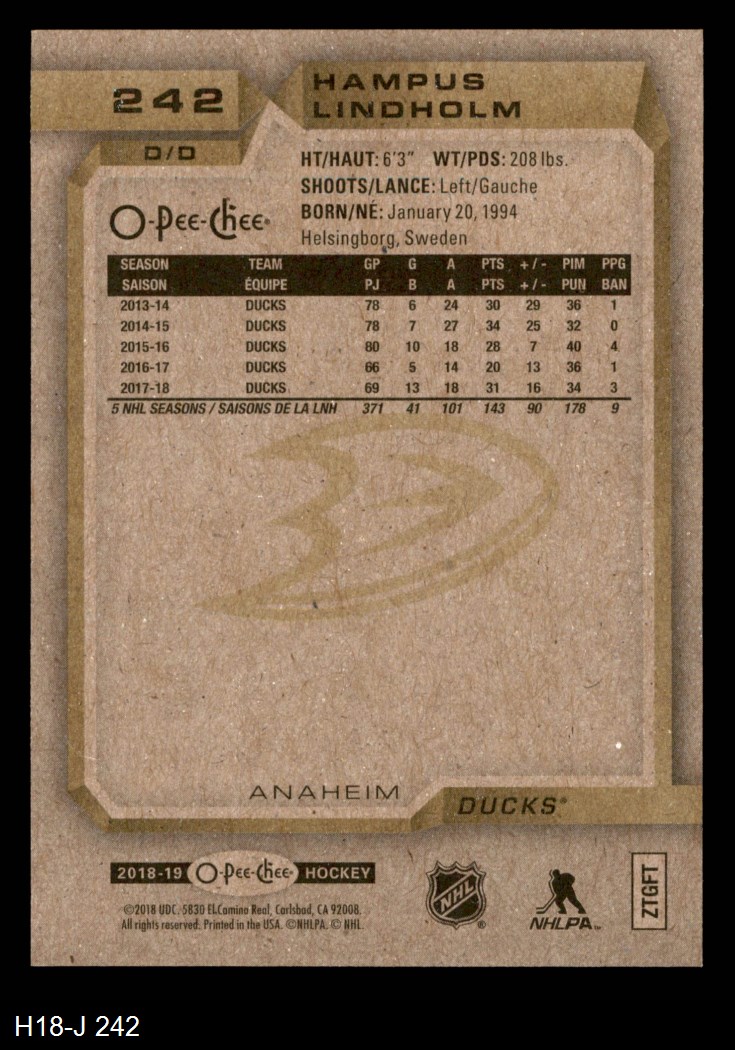 242
HAMPUS
LINDHOLM
D/D
HT/HAUT: 6'3" WT/PDS: 208 lbs.
SHOOTS/LANCE: Left/Gauche
BORN/NÉ: January 20, 1994
Helsingborg, Sweden
O-Pee-Chee®
SEASON TEAM GP G A PTS +/- PIM PPG
SAISON ÉQUIPE PJ B A PTS +/- PUN BAN
2013-14 DUCKS 78 6 24 30 29 36 1
2014-15 DUCKS 78 7 27 34 25 32 0
2015-16 DUCKS 80 10 18 28 7 40 4
2016-17 DUCKS 66 5 14 20 13 36 1
2017-18 DUCKS 69 13 18 31 16 34 3
5 NHL SEASONS / SAISONS DE LA LNH 371 41 101 143 90 178 9
ANAHEIM
DUCKS®
2018-19 O-Pee-Chee® HOCKEY
©2018 UDC. 5830 ELCamino Real, Carlsbad, CA 92008.
All rights reserved. Printed in the USA. ©NHLPA. © NHL.
NHL®
NHLPA™
ZTGFT
H18-J 242